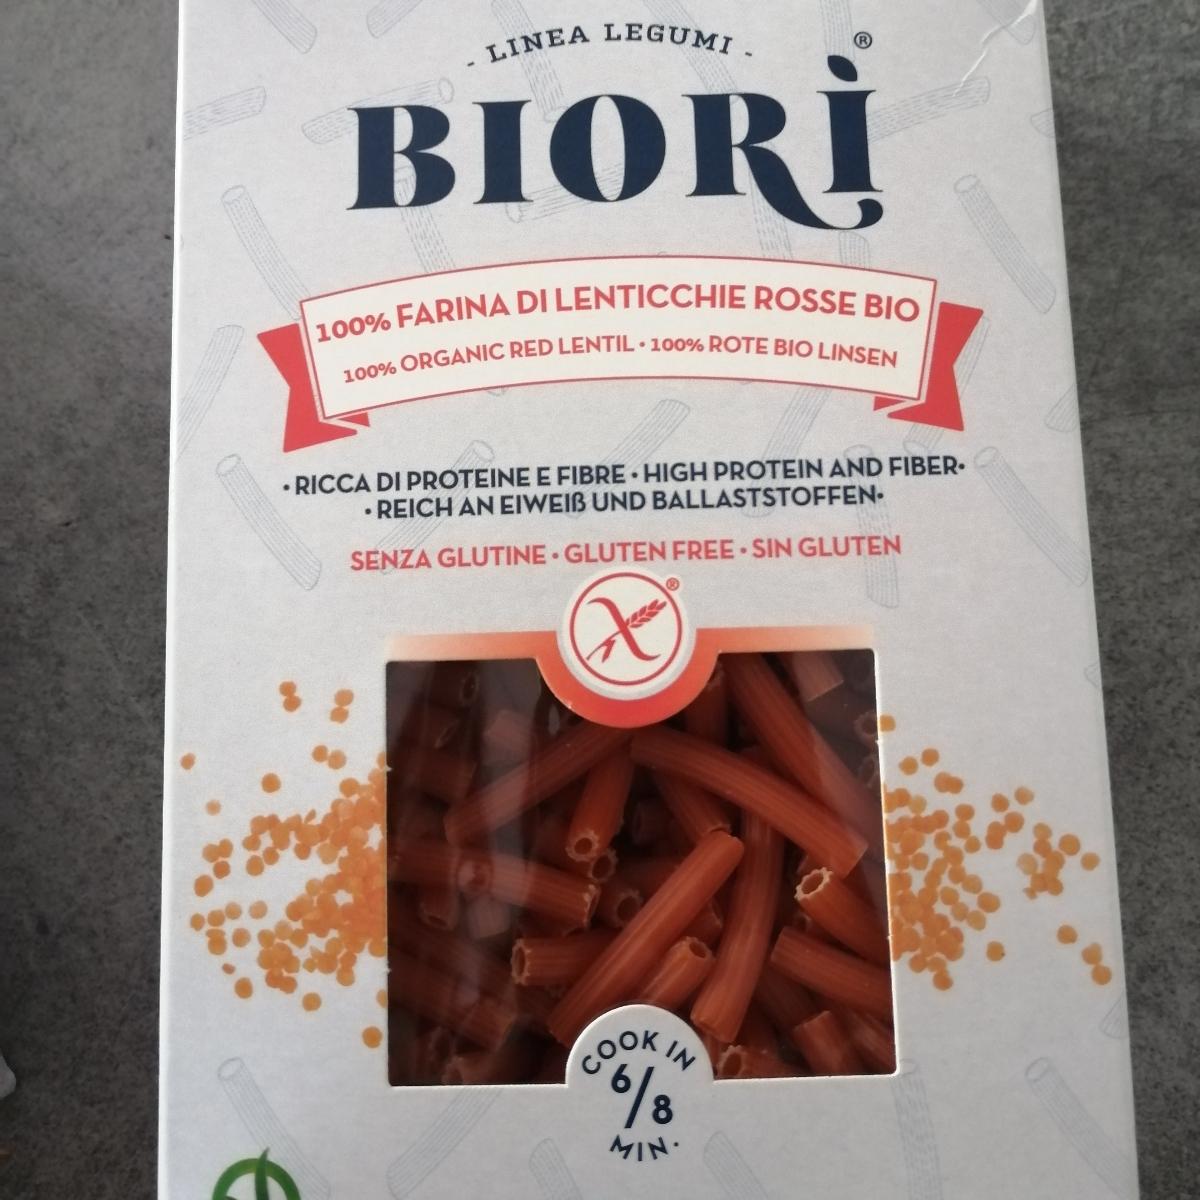 - LINEA LEGUMI -
BIORÌ®
100% FARINA DI LENTICCHIE ROSSE BIO
100% ORGANIC RED LENTIL • 100% ROTE BIO LINSEN
• RICCA DI PROTEINE E FIBRE • HIGH PROTEIN AND FIBER•
• REICH AN EIWEIß UND BALLASTSTOFFEN•
SENZA GLUTINE • GLUTEN FREE • SIN GLUTEN
®
COOK IN
6/8
MIN.